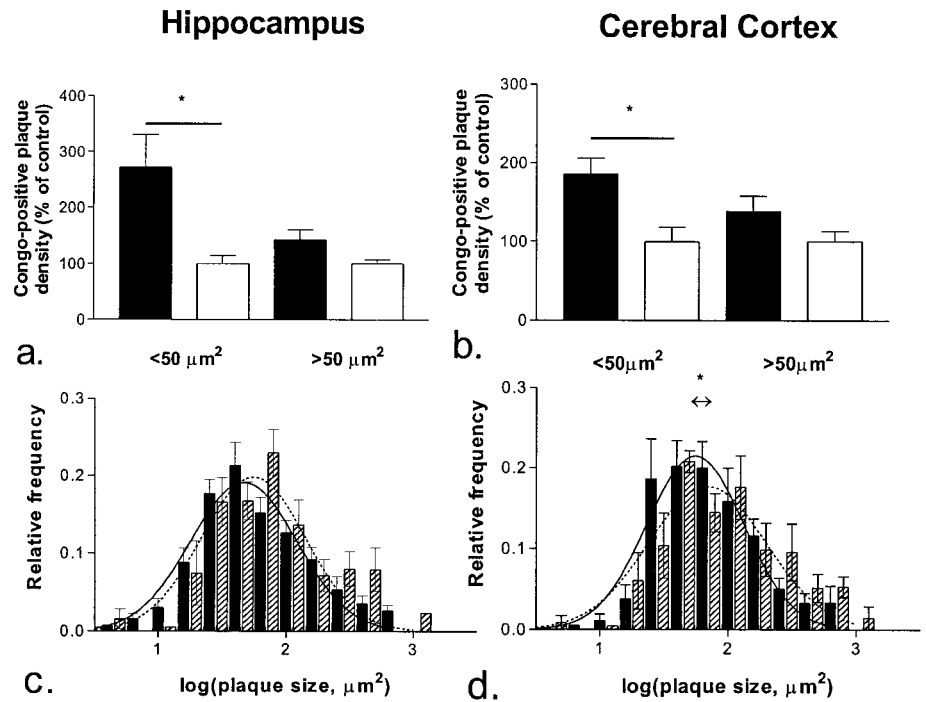 Hippocampus
Cerebral Cortex
Congo-positive plaque
density (% of control)
400
300
200
100
0
*
a.
<50 μm²
>50 μm²
Congo-positive plaque
density (% of control)
300
200
100
0
*
b.
<50μm²
>50μm²
Relative frequency
0.3
0.2
0.1
0.0
1
2
3
c.
log(plaque size, μm²)
Relative frequency
0.3
0.2
0.1
0.0
*
↔
1
2
3
d.
log(plaque size, μm²)